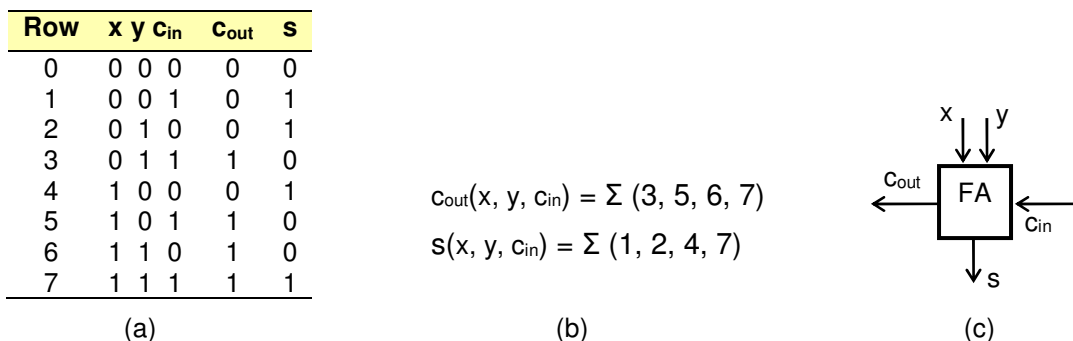 Row x y cin cout s
0 0 0 0 0 0
1 0 0 1 0 1
2 0 1 0 0 1
3 0 1 1 1 0
4 1 0 0 0 1
5 1 0 1 1 0
6 1 1 0 1 0
7 1 1 1 1 1
(a)
cout(x, y, cin) = Σ (3, 5, 6, 7)
s(x, y, cin) = Σ (1, 2, 4, 7)
(b)
x y
cout FA cin
s
(c)